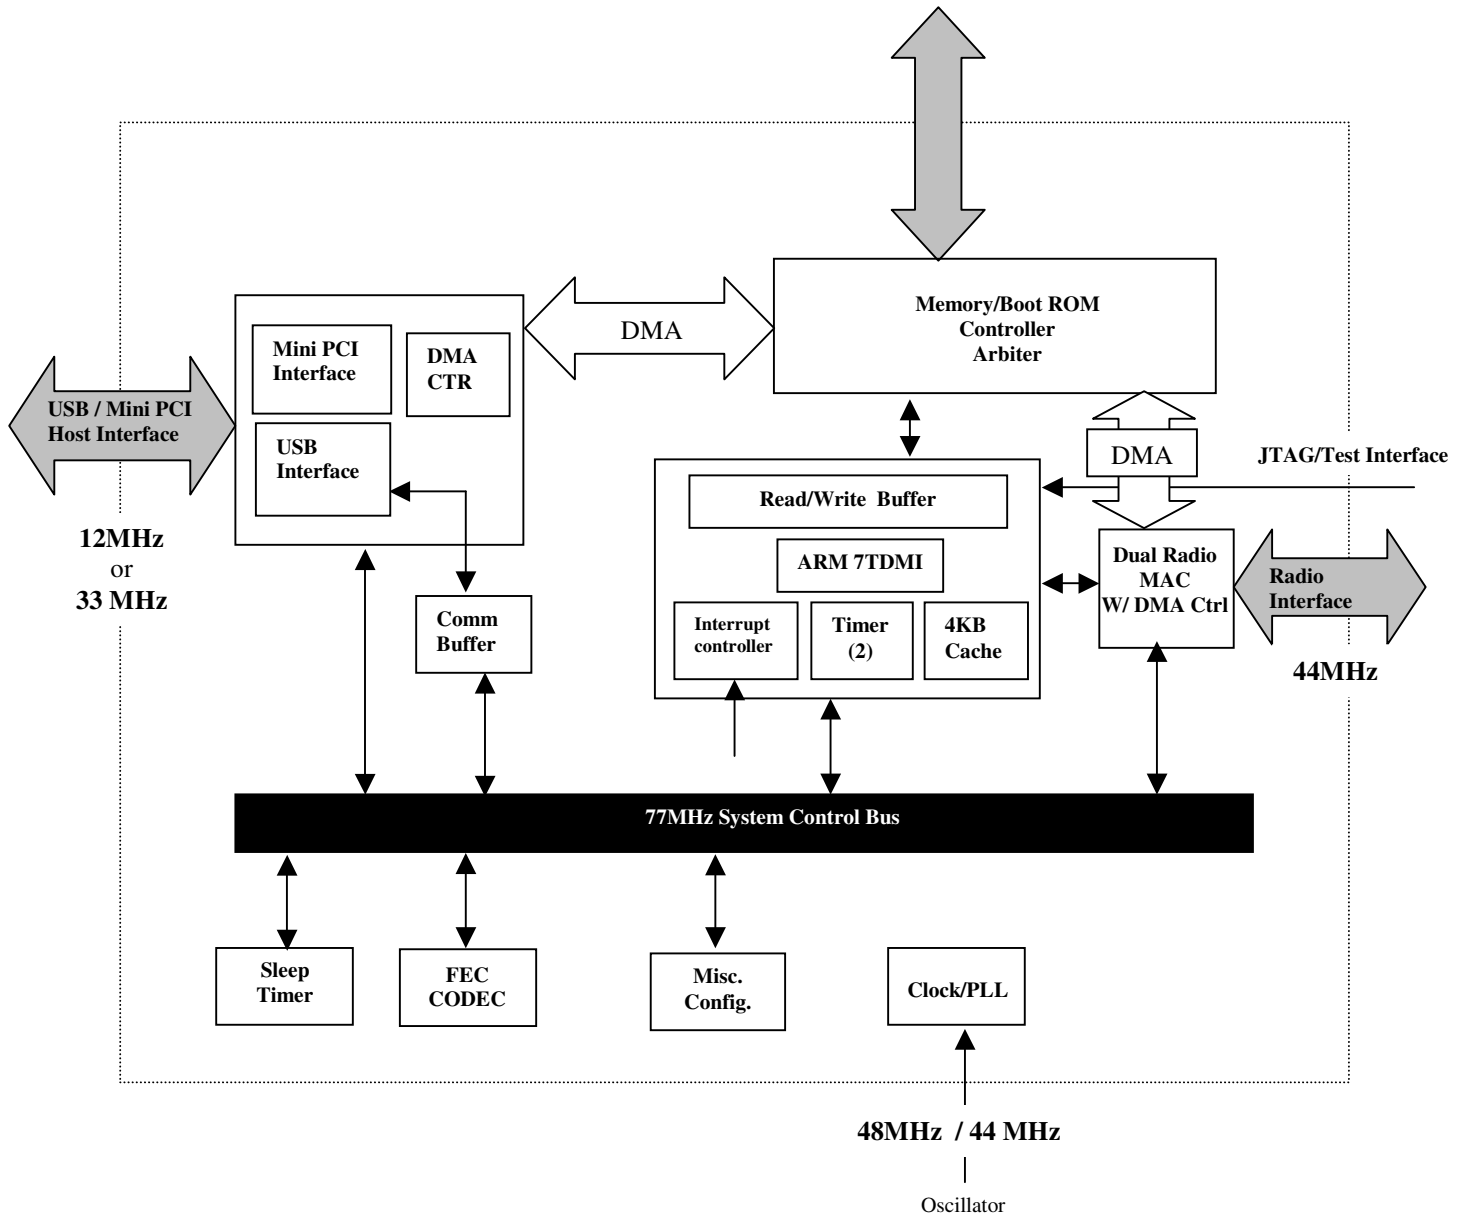 Memory/Boot ROM
Controller
Arbiter
DMA
Mini PCI
Interface
DMA
CTR
USB / Mini PCI
Host Interface
USB
Interface
DMA
JTAG/Test Interface
Read/Write Buffer
12MHz
or
33 MHz
ARM 7TDMI
Dual Radio
MAC
W/ DMA Ctrl
Radio
Interface
Comm
Buffer
Interrupt
controller
Timer
(2)
4KB
Cache
44MHz
77MHz System Control Bus
Sleep
Timer
FEC
CODEC
Misc.
Config.
Clock/PLL
48MHz / 44 MHz
Oscillator